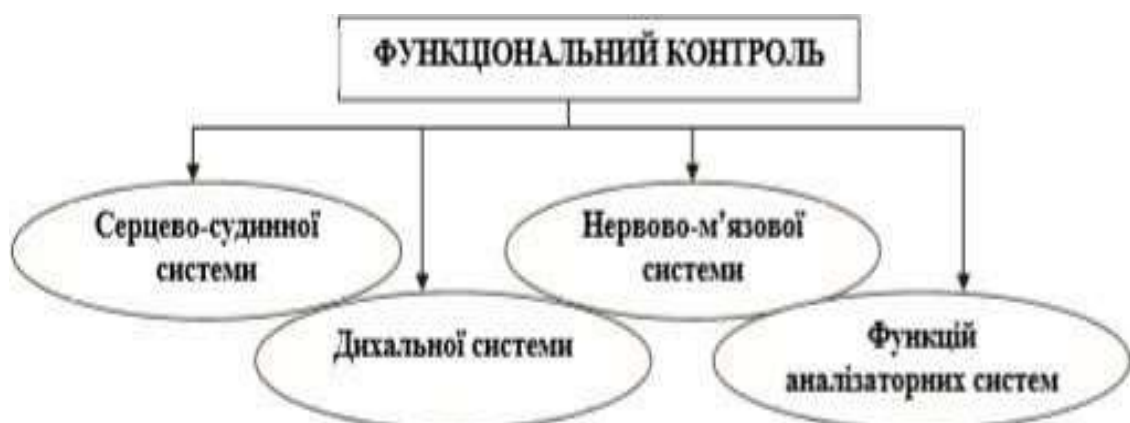 ФУНКЦІОНАЛЬНИЙ КОНТРОЛЬ
Серцево-судинної
системи
Нервово-м’язової
системи
Дихальної системи
Функцій
аналізаторних систем